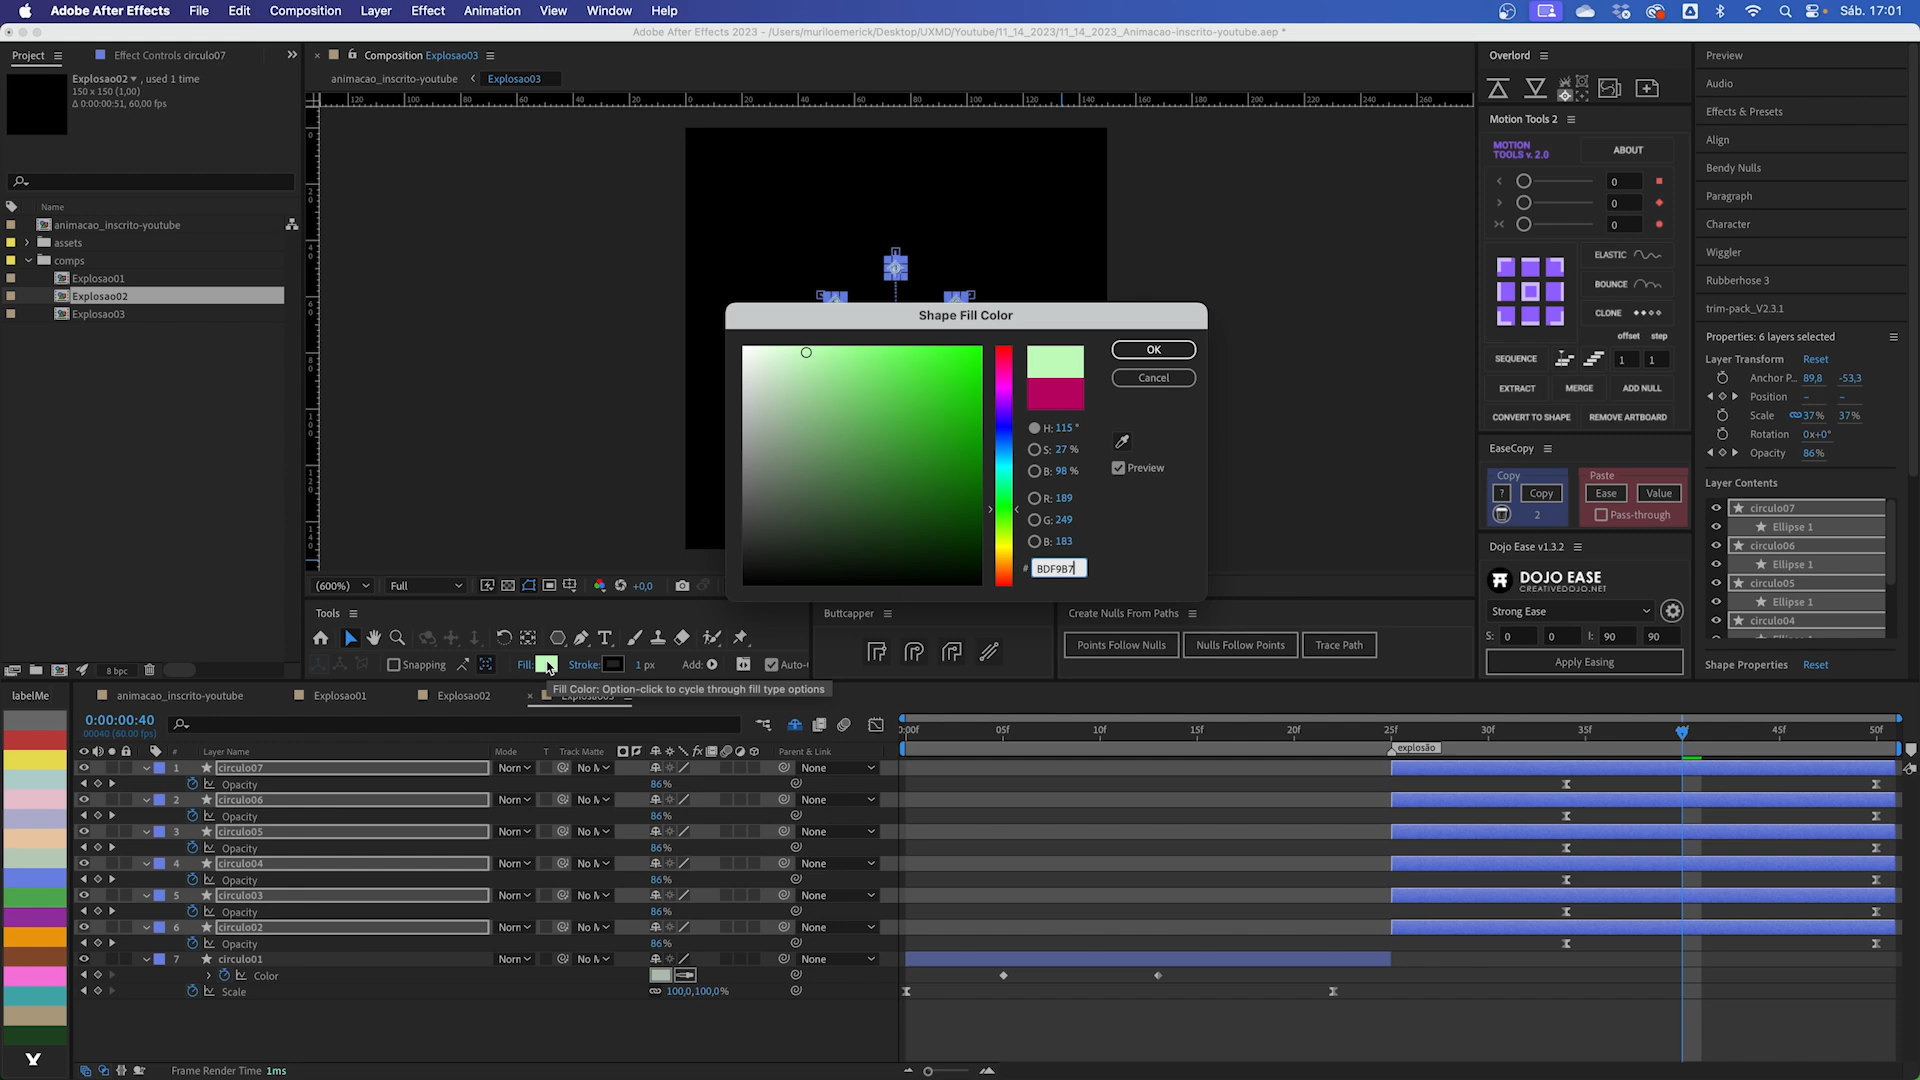 Adobe After Effects File Edit Composition Layer Effect Animation View Window Help Sáb. 17:01
Adobe After Effects 2023 - /Users/muriloemerick/Desktop/UXMD/Youtube/11_14_2023/11_14_2023_Animacao-inscrito-youtube.aep *
Project Effect Controls circulo07
Composition Explosao03
Explosao02, used 1 time
150 x 150 (1,00)
Δ 0:00:00:51, 60,00 fps
animacao_inscrito-youtube Explosao03
Name
animacao_inscrito-youtube
assets
comps
Explosao01
Explosao02
Explosao03
8 bpc
(600%) Full +0,0
Shape Fill Color
OK
Cancel
H: 115 °
S: 27 %
B: 98 %
Preview
R: 189
G: 249
B: 183
# BDF9B7
Tools
Snapping Fill: Stroke: 1 px Add: Auto-
Fill Color: Option-click to cycle through fill type options
Buttcapper
Create Nulls From Paths
Points Follow Nulls Nulls Follow Points Trace Path
Overlord
Motion Tools 2
MOTION TOOLS v. 2.0 ABOUT
0
0
0
ELASTIC
BOUNCE
CLONE
offset step
SEQUENCE 1 1
EXTRACT MERGE ADD NULL
CONVERT TO SHAPE REMOVE ARTBOARD
EaseCopy
Copy Paste
? Copy Ease Value
2 Pass-through
Dojo Ease v1.3.2
DOJO EASE
CREATIVEDOJO.NET
Strong Ease
S: 0 0 I: 90 90
Apply Easing
Preview
Audio
Effects & Presets
Align
Bendy Nulls
Paragraph
Character
Wiggler
Rubberhose 3
trim-pack_V2.3.1
Properties: 6 layers selected
Layer Transform Reset
Anchor P... 89,8 -53,3
Position - -
Scale 37% 37%
Rotation 0x+0°
Opacity 86%
Layer Contents
circulo07
Ellipse 1
circulo06
Ellipse 1
circulo05
Ellipse 1
circulo04
Shape Properties Reset
labelMe
animacao_inscrito-youtube Explosao01 Explosao02
0:00:00:40
00040 (60.00 fps)
# Layer Name Mode T Track Matte Parent & Link
0:00f 05f 10f 15f 20f 25f 30f 35f 45f 50f
explosão
1 circulo07 Norm No M None
Opacity 86%
2 circulo06 Norm No M None
Opacity 86%
3 circulo05 Norm No M None
Opacity 86%
4 circulo04 Norm No M None
Opacity 86%
5 circulo03 Norm No M None
Opacity 86%
6 circulo02 Norm No M None
Opacity 86%
7 circulo01 Norm No M None
Color
Scale 100,0,100,0%
Frame Render Time 1ms